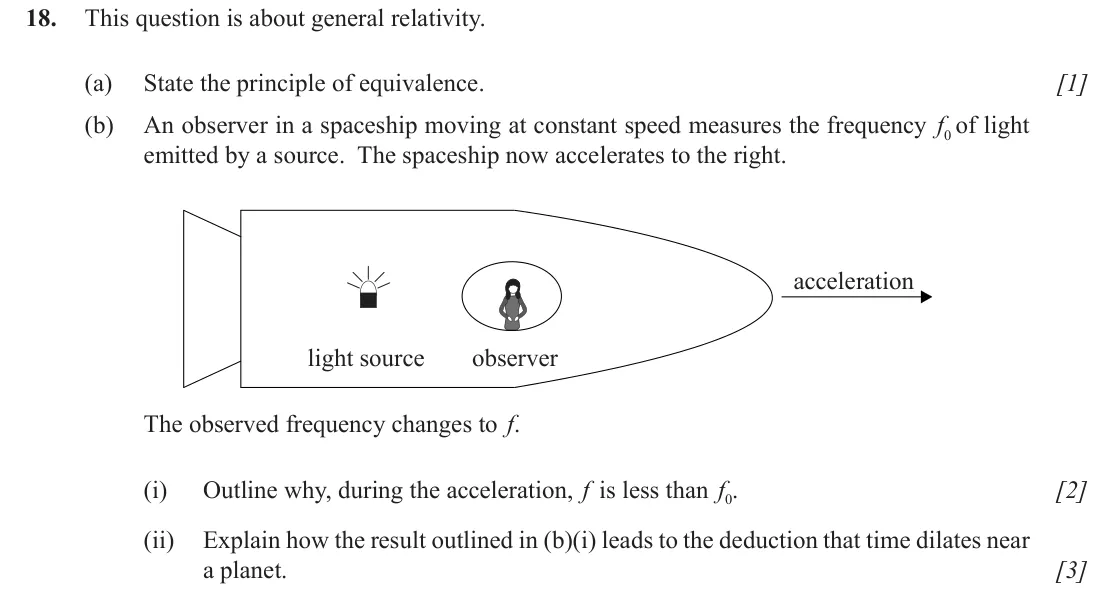 18. This question is about general relativity.
(a) State the principle of equivalence. [1]
(b) An observer in a spaceship moving at constant speed measures the frequency f₀ of light
emitted by a source. The spaceship now accelerates to the right.
acceleration
light source observer
The observed frequency changes to f.
(i) Outline why, during the acceleration, f is less than f₀. [2]
(ii) Explain how the result outlined in (b)(i) leads to the deduction that time dilates near
a planet. [3]